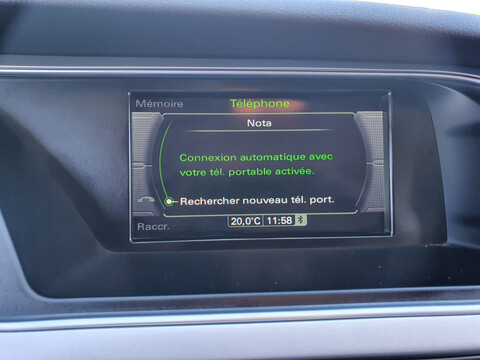 Mémoire Téléphone
Nota
Connexion automatique avec
votre tél. portable activée.
Rechercher nouveau tél. port.
Raccr. 20,0°C 11:58